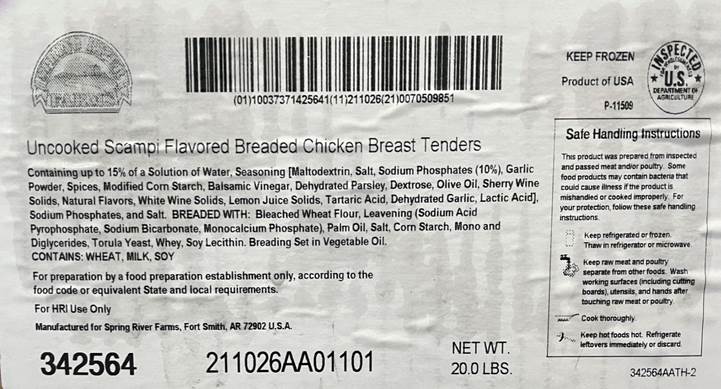 (01)10037371425641(11)211026(21)0070509851
KEEP FROZEN
Product of USA
P-11509
INSPECTED
U.S.
DEPARTMENT OF
AGRICULTURE
Uncooked Scampi Flavored Breaded Chicken Breast Tenders
Containing up to 15% of a Solution of Water, Seasoning [Maltodextrin, Salt, Sodium Phosphates (10%), Garlic
Powder, Spices, Modified Corn Starch, Balsamic Vinegar, Dehydrated Parsley, Dextrose, Olive Oil, Sherry Wine
Solids, Natural Flavors, White Wine Solids, Lemon Juice Solids, Tartaric Acid, Dehydrated Garlic, Lactic Acid],
Sodium Phosphates, and Salt. BREADED WITH: Bleached Wheat Flour, Leavening (Sodium Acid
Pyrophosphate, Sodium Bicarbonate, Monocalcium Phosphate), Palm Oil, Salt, Corn Starch, Mono and
Diglycerides, Torula Yeast, Whey, Soy Lecithin. Breading Set in Vegetable Oil.
CONTAINS: WHEAT, MILK, SOY
For preparation by a food preparation establishment only, according to the
food code or equivalent State and local requirements.
For HRI Use Only
Manufactured for Spring River Farms, Fort Smith, AR 72902 U.S.A.
342564
211026AA01101
NET WT.
20.0 LBS.
Safe Handling Instructions
This product was prepared from inspected
and passed meat and/or poultry. Some
food products may contain bacteria that
could cause illness if the product is
mishandled or cooked improperly. For
your protection, follow these safe handling
instructions.
Keep refrigerated or frozen.
Thaw in refrigerator or microwave.
Keep raw meat and poultry
separate from other foods. Wash
working surfaces (including cutting
boards), utensils, and hands after
touching raw meat or poultry.
Cook thoroughly.
Keep hot foods hot. Refrigerate
leftovers immediately or discard.
342564AATH-2